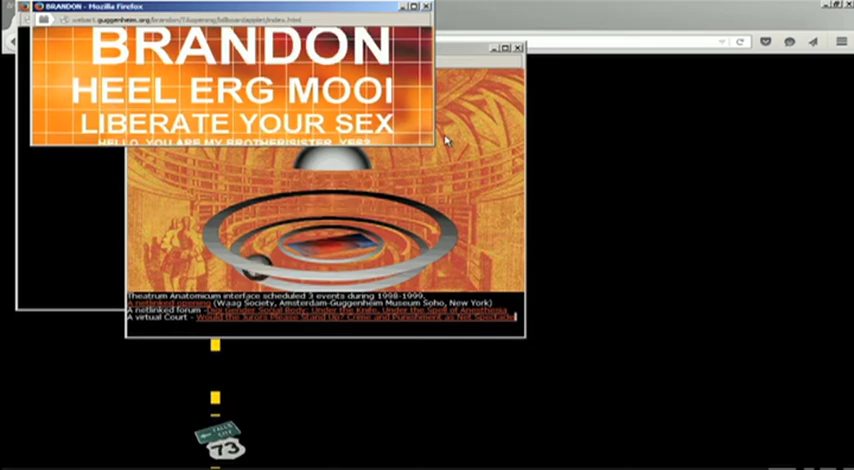 BRANDON - Mozilla Firefox
BRANDON
HEEL ERG MOOI
LIBERATE YOUR SEX
HELLO, YOU ARE MY BROTHER/SISTER, YES?
Theatrum Anatomicum interface scheduled 3 events during 1998-1999.
A netlinked opening (Waag Society, Amsterdam-Guggenheim Museum Soho, New York)
A netlinked forum - Digi Gender Social Body: Under the Knife, Under the Spell of Anesthesia
A virtual Court - Would the Jurors Please Stand Up? Crime and Punishment as Net Spectacle
FALLS
CITY
73